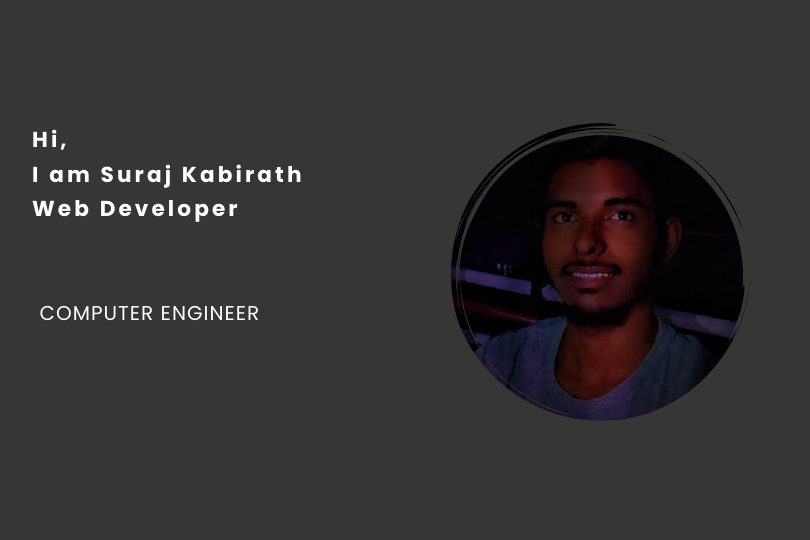 Hi,
I am Suraj Kabirath
Web Developer
COMPUTER ENGINEER